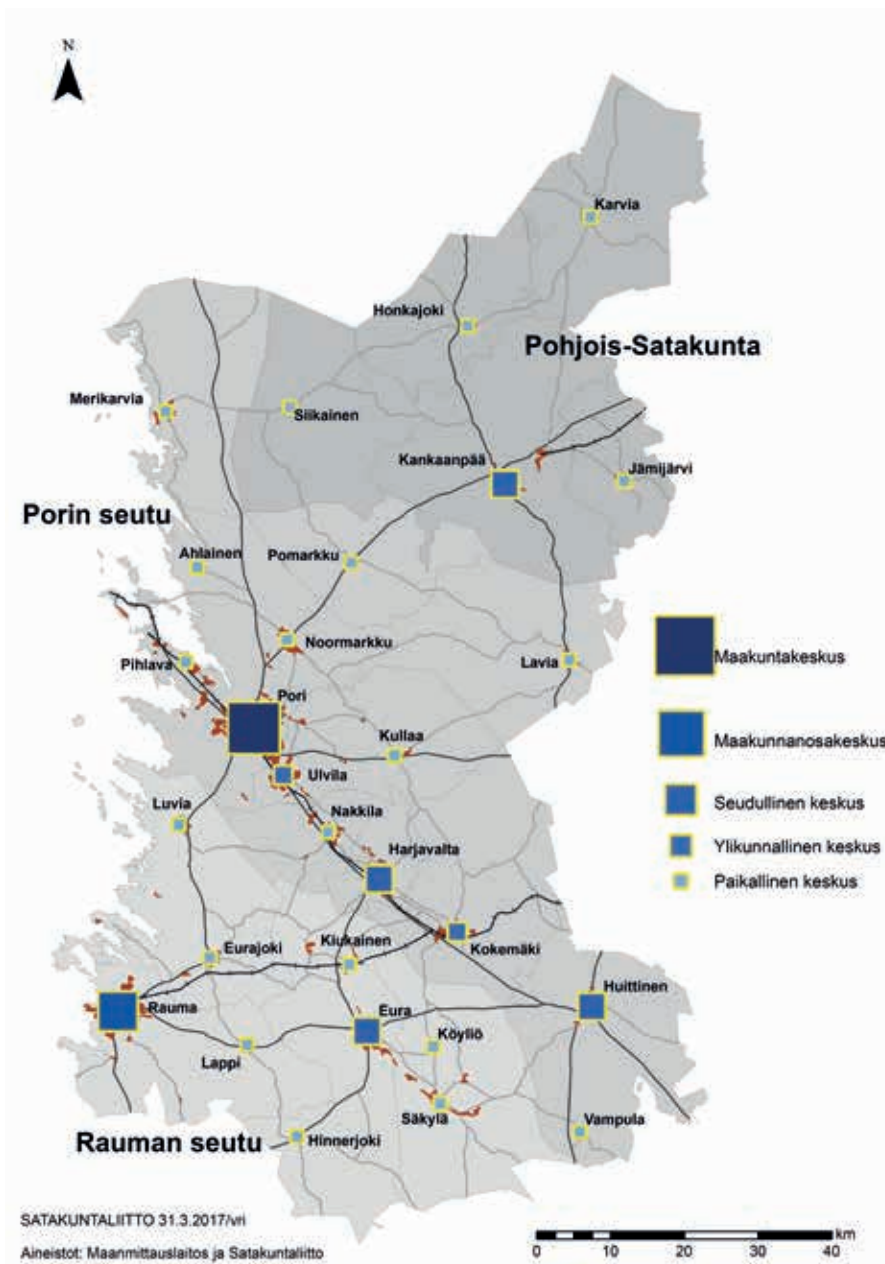 N
Karvia
Honkajoki
Pohjois-Satakunta
Merikarvia
Siikainen
Kankaanpää
Jämijärvi
Porin seutu
Ahlainen
Pomarkku
Noormarkku
Pihlava
Lavia
Maakuntakeskus
Pori
Kullaa
Maakunnanosakeskus
Ulvila
Luvia
Nakkila
Seudullinen keskus
Harjavalta
Ylikunnallinen keskus
Paikallinen keskus
Eurajoki
Kiukainen
Kokemäki
Huittinen
Rauma
Eura
Köyliö
Lappi
Säkylä
Vampula
Rauman seutu
Hinnerjoki
SATAKUNTALIITTO 31.3.2017/vri
km
0 10 20 30 40
Aineistot: Maanmittauslaitos ja Satakuntaliitto